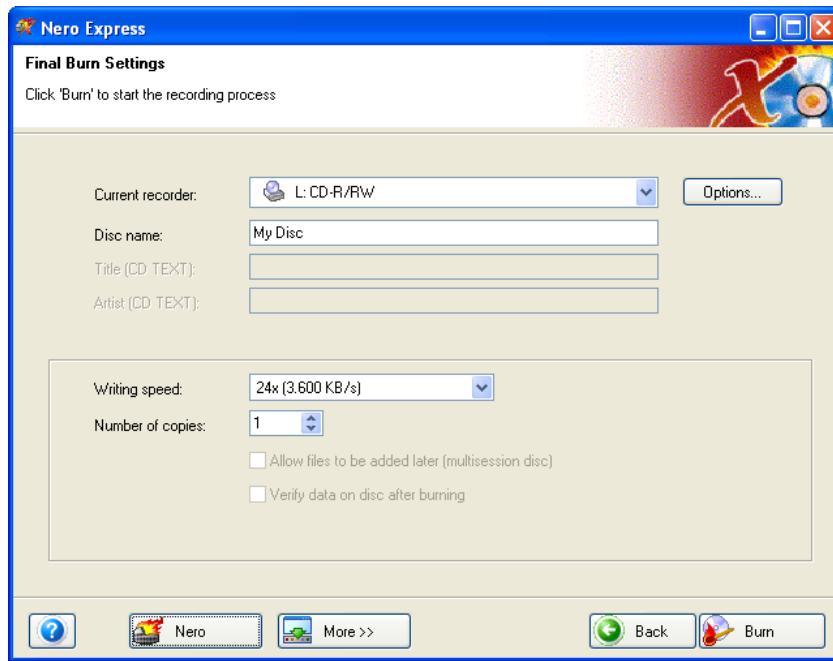 Nero Express
Final Burn Settings
Click 'Burn' to start the recording process
Current recorder: L: CD-R/RW Options...
Disc name: My Disc
Title (CD TEXT):
Artist (CD TEXT):
Writing speed: 24x (3.600 KB/s)
Number of copies: 1
Allow files to be added later (multisession disc)
Verify data on disc after burning
? Nero More >> Back Burn